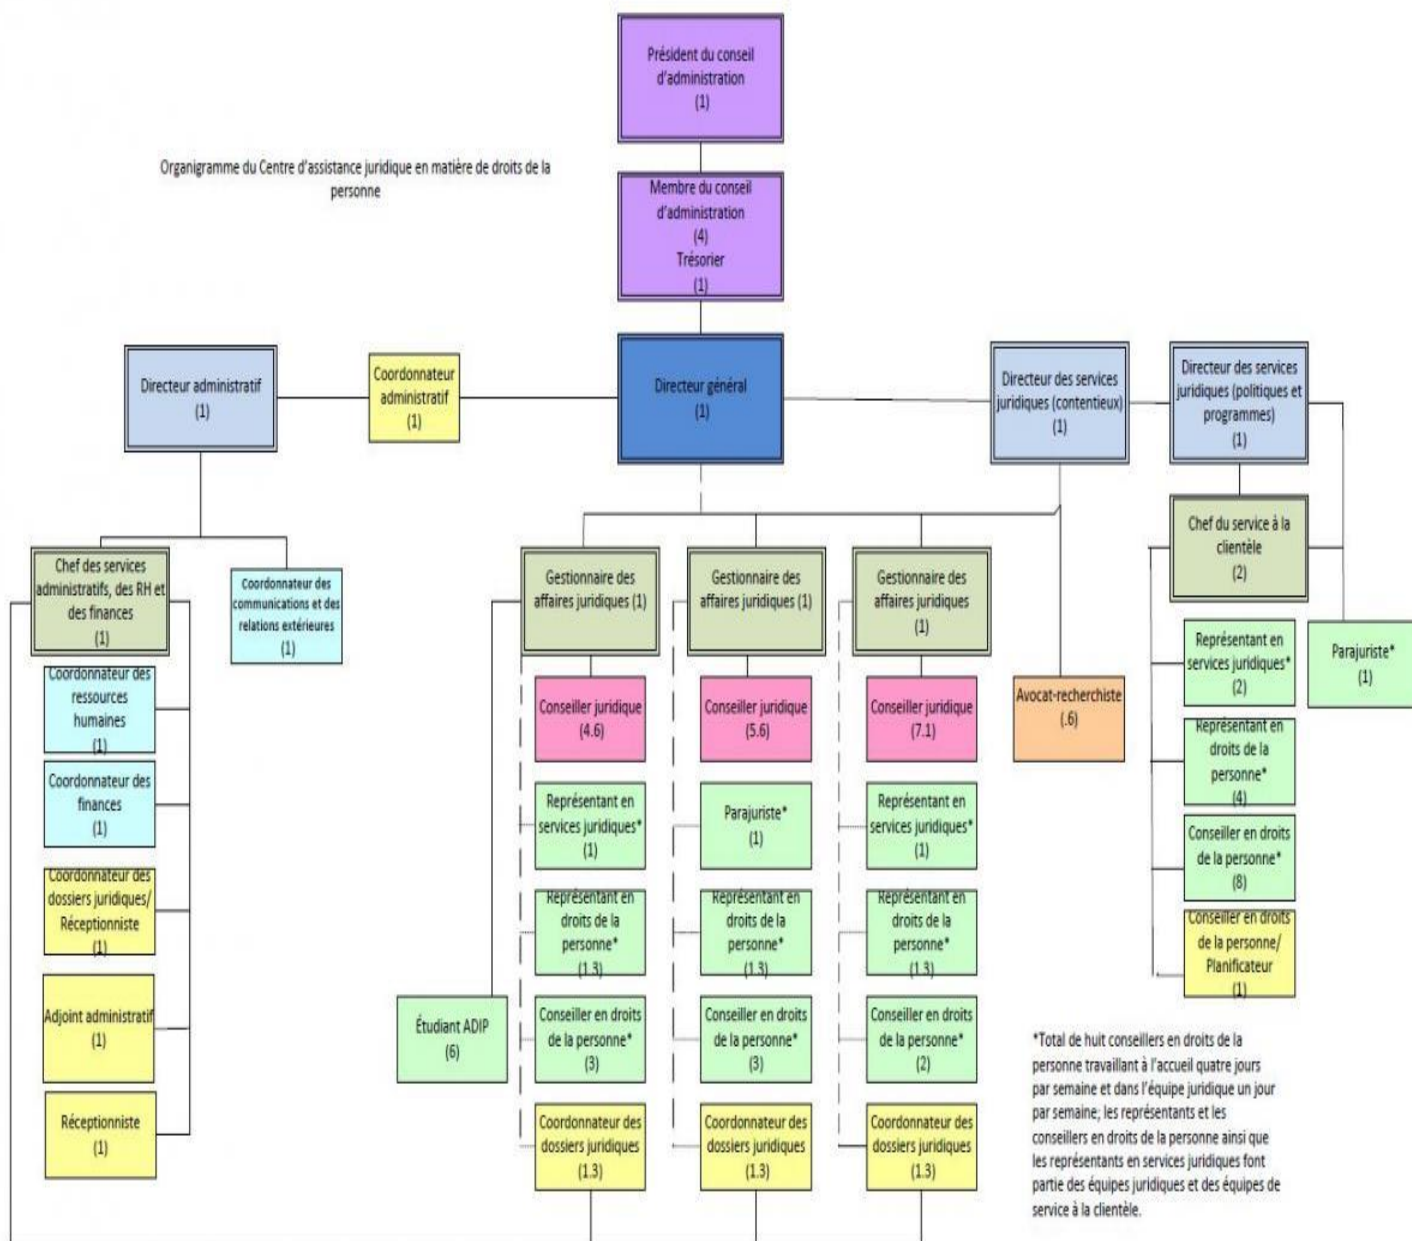 Président du conseil
d'administration
(1)
Organigramme du Centre d'assistance juridique en matière de droits de la
personne
Membre du conseil
d'administration
(4)
Trésorier
(1)
Directeur administratif
(1)
Coordonnateur
administratif
(1)
Directeur général
(1)
Directeur des services
juridiques (contentieux)
(1)
Directeur des services
juridiques (politiques et
programmes)
(1)
Chef des services
administratifs, des RH et
des finances
(1)
Coordonnateur des
communications et des
relations extérieures
(1)
Coordonnateur des
ressources
humaines
(1)
Coordonnateur des
finances
(1)
Coordonnateur des
dossiers juridiques/
Réceptionniste
(1)
Adjoint administratif
(1)
Réceptionniste
(1)
Étudiant ADIP
(6)
Gestionnaire des
affaires juridiques (1)
Conseiller juridique
(4.6)
Représentant en
services juridiques*
(1)
Représentant en
droits de la
personne*
(1.3)
Conseiller en droits
de la personne*
(3)
Coordonnateur des
dossiers juridiques
(1.3)
Gestionnaire des
affaires juridiques (1)
Conseiller juridique
(5.6)
Parajuriste*
(1)
Représentant en
droits de la
personne*
(1.3)
Conseiller en droits
de la personne*
(3)
Coordonnateur des
dossiers juridiques
(1.3)
Gestionnaire des
affaires juridiques
(1)
Conseiller juridique
(7.1)
Représentant en
services juridiques*
(1)
Représentant en
droits de la
personne*
(1.3)
Conseiller en droits
de la personne*
(2)
Coordonnateur des
dossiers juridiques
(1.3)
Avocat-recherchiste
(.6)
Chef du service à la
clientèle
(2)
Représentant en
services juridiques*
(2)
Représentant en
droits de la
personne*
(4)
Conseiller en droits
de la personne*
(8)
Conseiller en droits
de la personne/
Planificateur
(1)
Parajuriste*
(1)
*Total de huit conseillers en droits de la
personne travaillant à l'accueil quatre jours
par semaine et dans l'équipe juridique un jour
par semaine; les représentants et les
conseillers en droits de la personne ainsi que
les représentants en services juridiques font
partie des équipes juridiques et des équipes de
service à la clientèle.